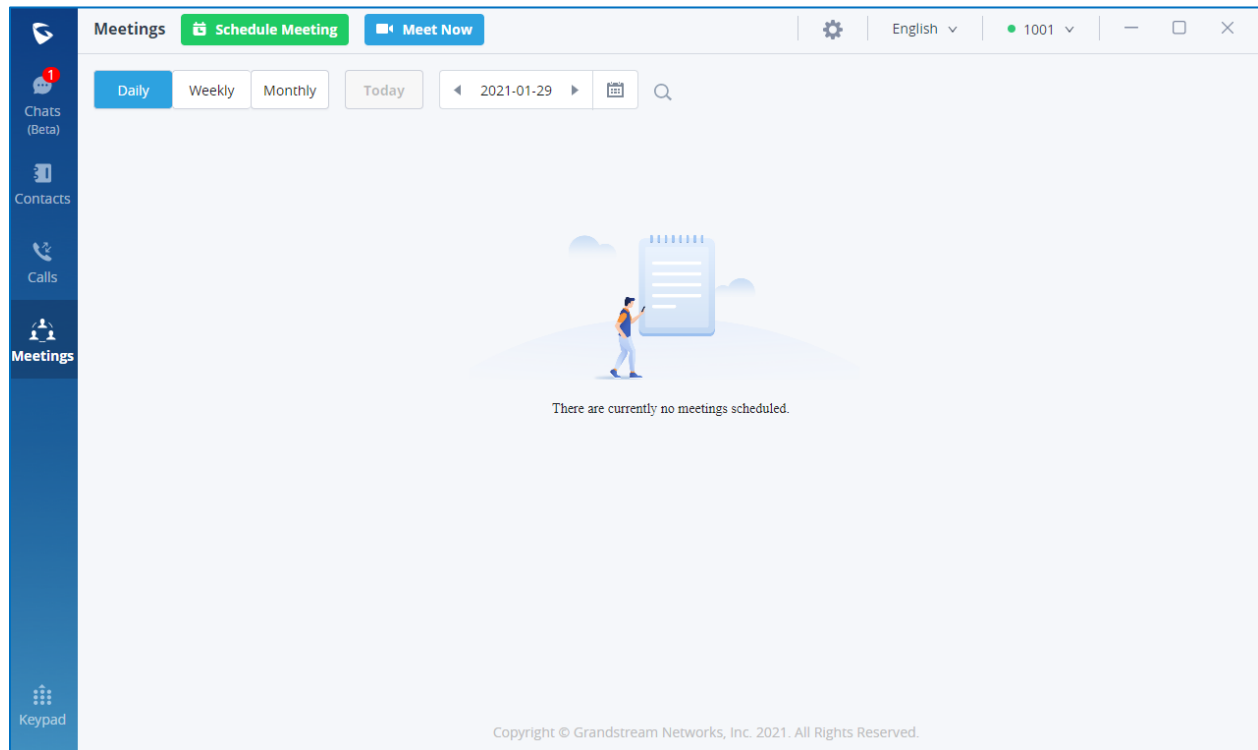 Meetings Schedule Meeting Meet Now English 1001
1
Chats
(Beta)
Daily Weekly Monthly Today 2021-01-29
Contacts
Calls
Meetings
There are currently no meetings scheduled.
Keypad
Copyright © Grandstream Networks, Inc. 2021. All Rights Reserved.